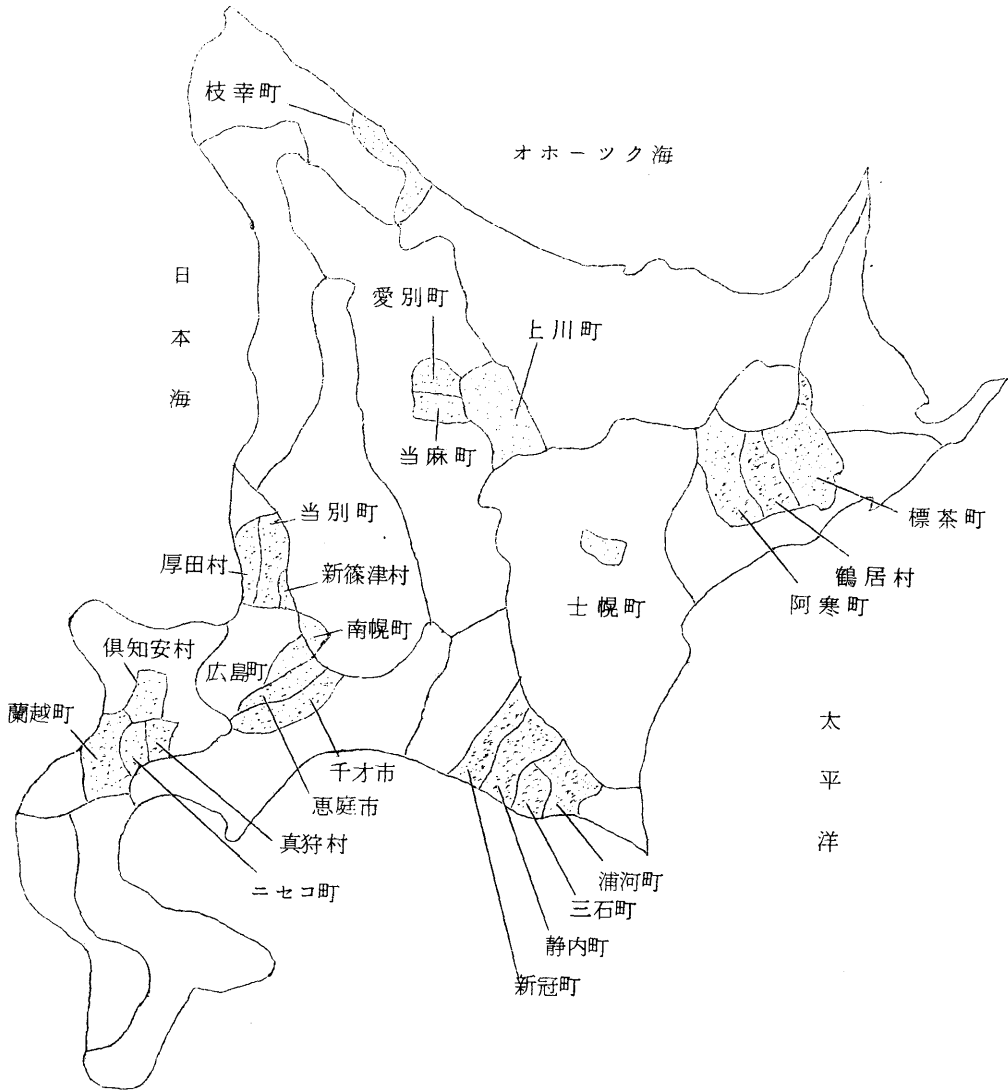 枝幸町
オホーツク海
日本海
愛別町
上川町
当麻町
当別町
厚田村
新篠津村
標茶町
鶴居村
阿寒町
士幌町
南幌町
倶知安村
広島町
蘭越町
千才市
恵庭市
真狩村
ニセコ町
太平洋
浦河町
三石町
静内町
新冠町